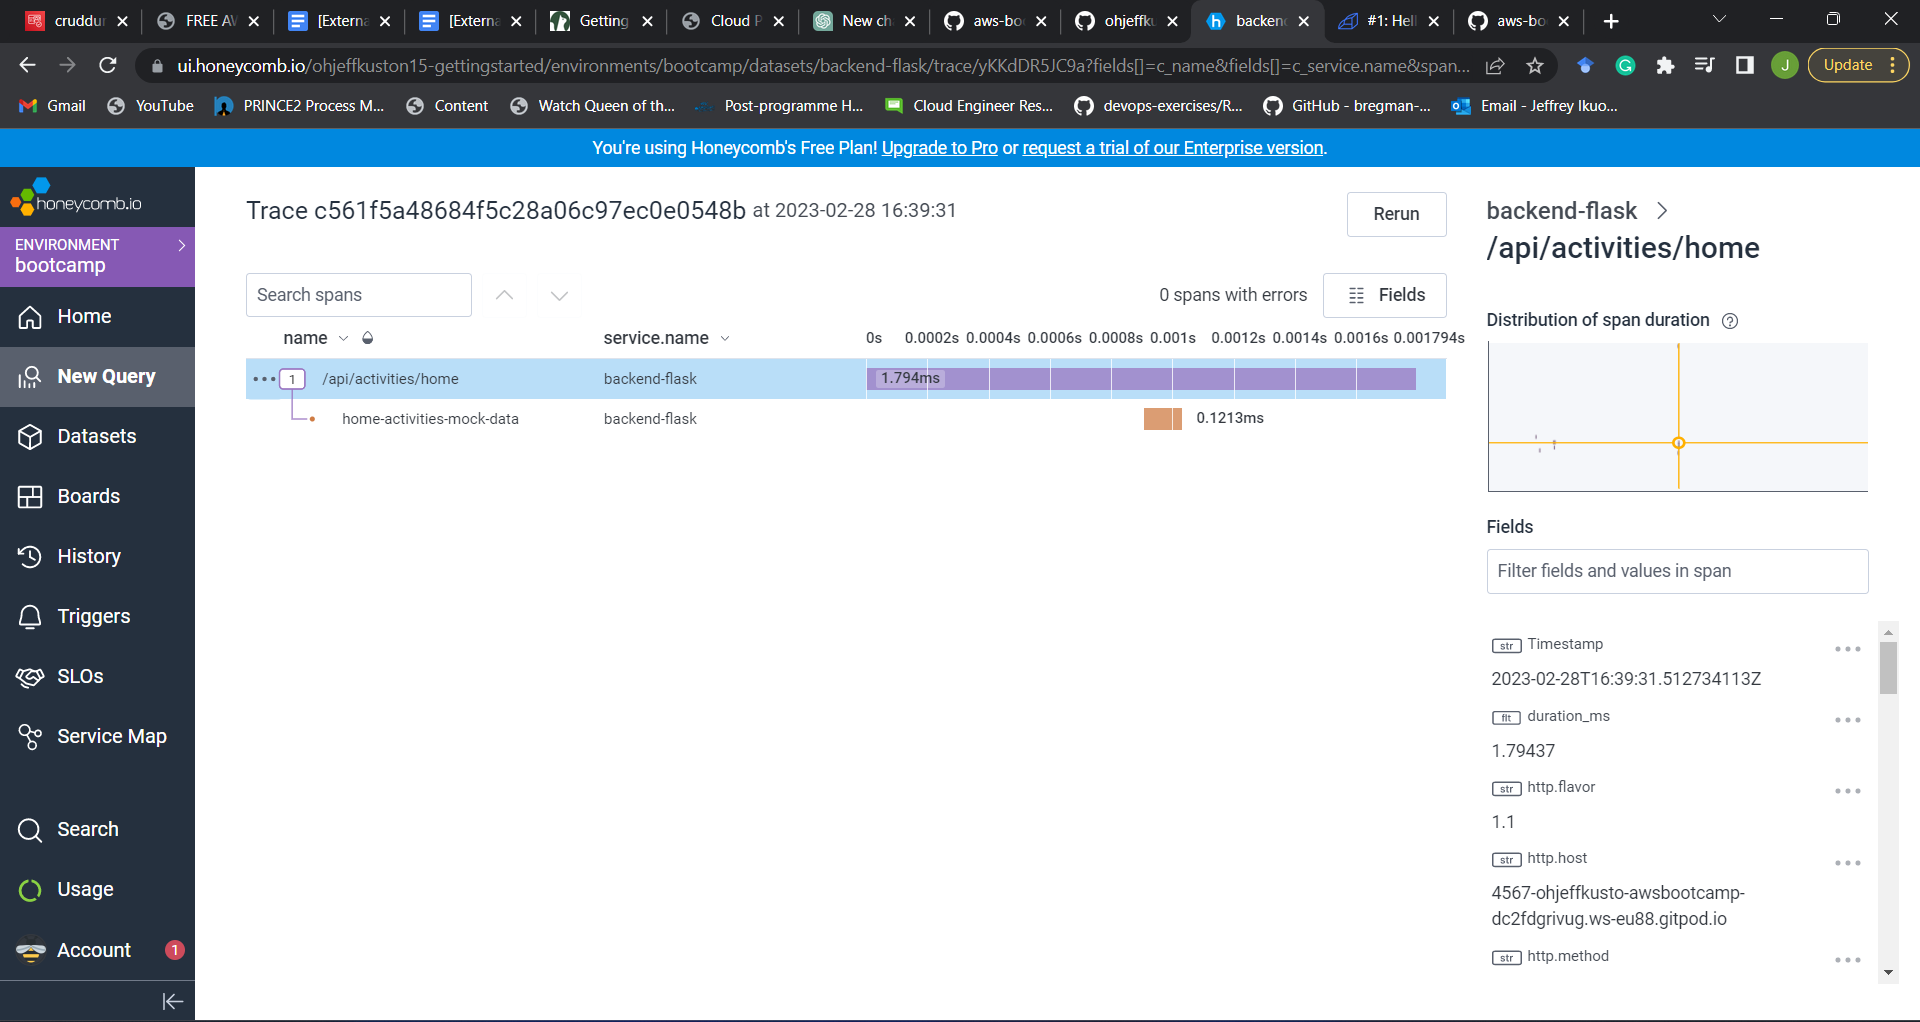 cruddur
FREE AW
[Externa
[Externa
Getting
Cloud P
New ch
aws-boo
ohjeffku
backend
#1: Hell
aws-boo
ui.honeycomb.io/ohjeffkuston15-gettingstarted/environments/bootcamp/datasets/backend-flask/trace/yKKdDR5JC9a?fields[]=c_name&fields[]=c_service.name&span...
J
Update
Gmail
YouTube
PRINCE2 Process M...
Content
Watch Queen of th...
Post-programme H...
Cloud Engineer Res...
devops-exercises/R...
GitHub - bregman-...
Email - Jeffrey Ikuo...
You're using Honeycomb's Free Plan! Upgrade to Pro or request a trial of our Enterprise version.
honeycomb.io
ENVIRONMENT
bootcamp
Home
New Query
Datasets
Boards
History
Triggers
SLOs
Service Map
Search
Usage
Account 1
Trace c561f5a48684f5c28a06c97ec0e0548b at 2023-02-28 16:39:31
Rerun
Search spans
0 spans with errors
Fields
name service.name 0s 0.0002s 0.0004s 0.0006s 0.0008s 0.001s 0.0012s 0.0014s 0.0016s 0.001794s
1 /api/activities/home backend-flask 1.794ms
home-activities-mock-data backend-flask 0.1213ms
backend-flask
/api/activities/home
Distribution of span duration
Fields
Filter fields and values in span
str Timestamp
2023-02-28T16:39:31.512734113Z
flt duration_ms
1.79437
str http.flavor
1.1
str http.host
4567-ohjeffkusto-awsbootcamp-
dc2fdgrivug.ws-eu88.gitpod.io
str http.method